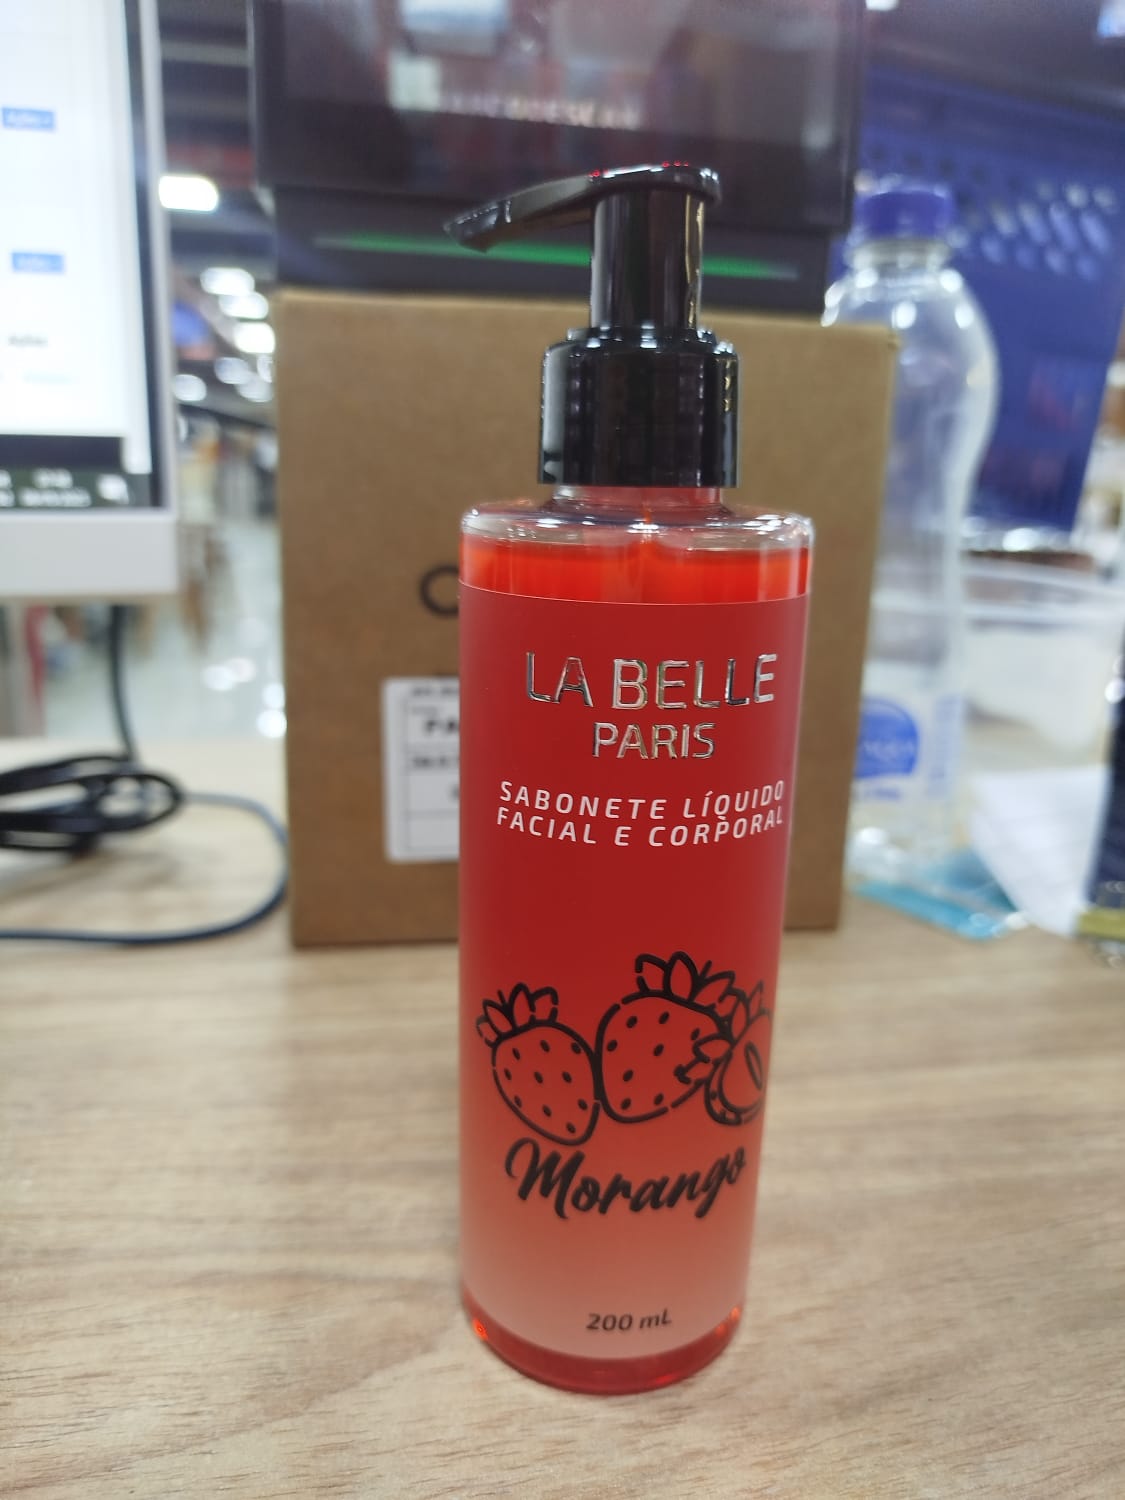 LA BELLE
PARIS
SABONETE LÍQUIDO
FACIAL E CORPORAL
Morango
200 mL